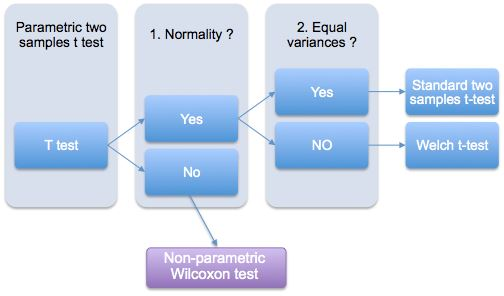 Parametric two
samples t test
1. Normality ?
2. Equal
variances ?
T test
Yes
No
Yes
NO
Standard two
samples t-test
Welch t-test
Non-parametric
Wilcoxon test